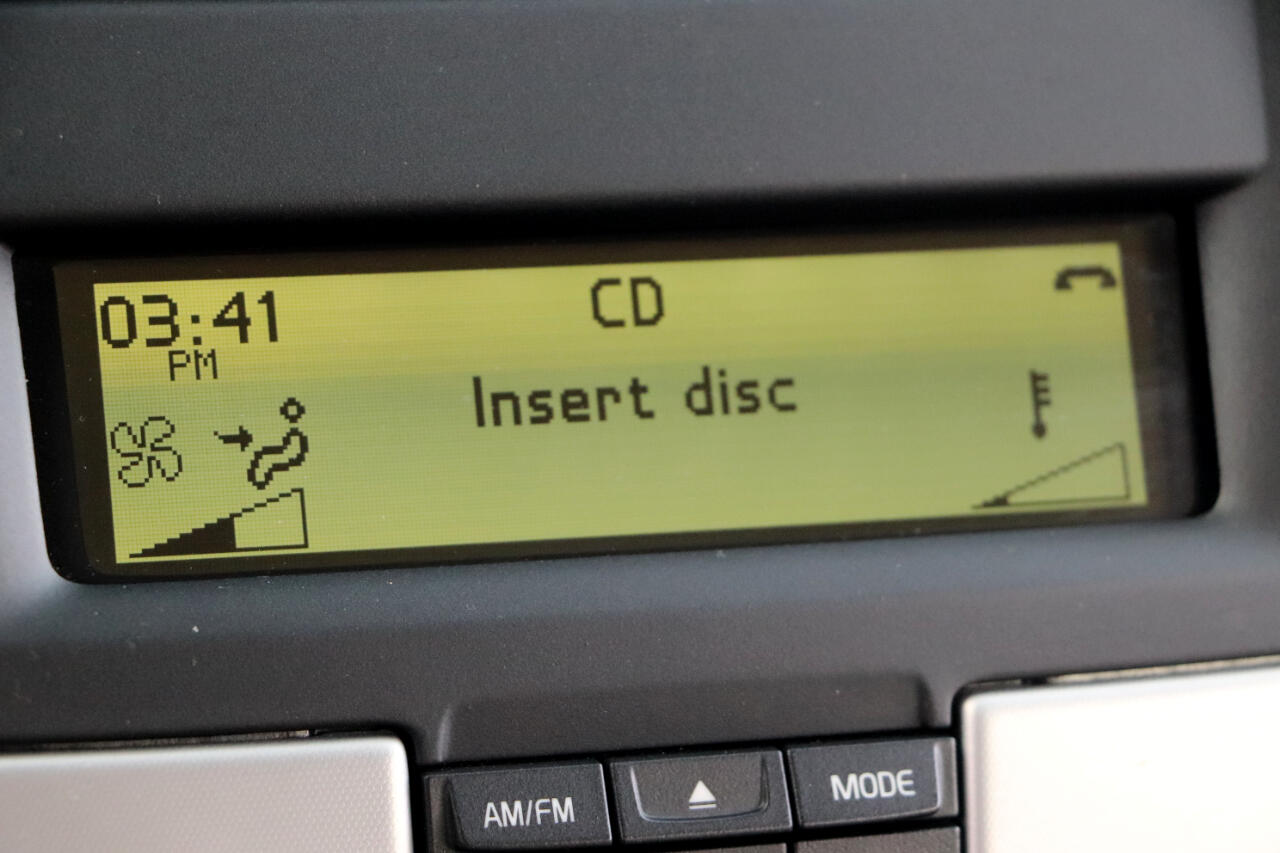 03:41
PM
CD
Insert disc
AM/FM
MODE